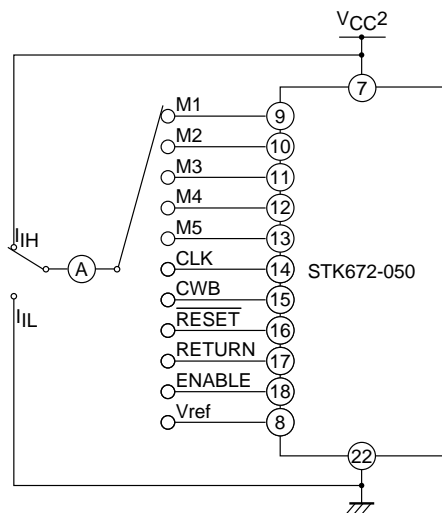 VCC2
7
M1
9
M2
10
M3
11
M4
12
M5
13
IIH
A
CLK
14
STK672-050
CWB
15
IIL
RESET
16
RETURN
17
ENABLE
18
Vref
8
22